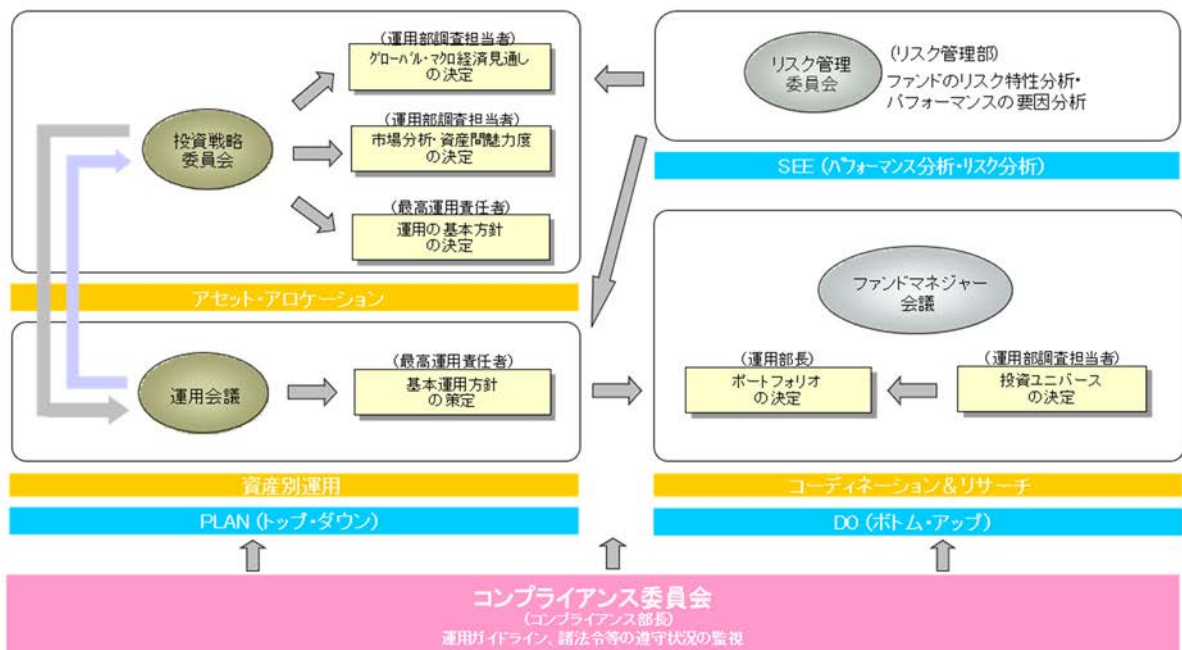 (運用部調査担当者)
グローバル・マクロ経済見通し
の決定
投資戦略
委員会
(運用部調査担当者)
市場分析・資産間魅力度
の決定
(最高運用責任者)
運用の基本方針
の決定
アセット・アロケーション
リスク管理
委員会
(リスク管理部)
ファンドのリスク特性分析・
パフォーマンスの要因分析
SEE (パフォーマンス分析・リスク分析)
運用会議
(最高運用責任者)
基本運用方針
の策定
資産別運用
PLAN (トップ・ダウン)
ファンドマネジャー
会議
(運用部長)
ポートフォリオ
の決定
(運用部調査担当者)
投資ユニバース
の決定
コーディネーション&リサーチ
DO (ボトム・アップ)
コンプライアンス委員会
(コンプライアンス部長)
運用ガイドライン、諸法令等の遵守状況の監視